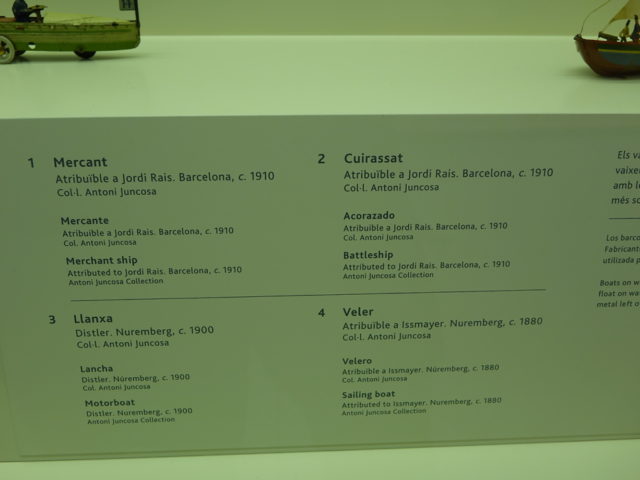 1 Mercant
Atribuïble a Jordi Rais. Barcelona, c. 1910
Col·l. Antoni Juncosa
Mercante
Atribuible a Jordi Rais. Barcelona, c. 1910
Col. Antoni Juncosa
Merchant ship
Attributed to Jordi Rais. Barcelona, c. 1910
Antoni Juncosa Collection
2 Cuirassat
Atribuïble a Jordi Rais. Barcelona, c. 1910
Col·l. Antoni Juncosa
Acorazado
Atribuible a Jordi Rais. Barcelona, c. 1910
Col. Antoni Juncosa
Battleship
Attributed to Jordi Rais. Barcelona, c. 1910
Antoni Juncosa Collection
3 Llanxa
Distler. Nuremberg, c. 1900
Col·l. Antoni Juncosa
Lancha
Distler. Núremberg, c. 1900
Col. Antoni Juncosa
Motorboat
Distler. Nuremberg, c. 1900
Antoni Juncosa Collection
4 Veler
Atribuïble a Issmayer. Nuremberg, c. 1880
Col·l. Antoni Juncosa
Velero
Atribuible a Issmayer. Núremberg, c. 1880
Col. Antoni Juncosa
Sailing boat
Attributed to Issmayer. Nuremberg, c. 1880
Antoni Juncosa Collection
Els
amb
més
Los
utilizada
Boats on
float on
metal left